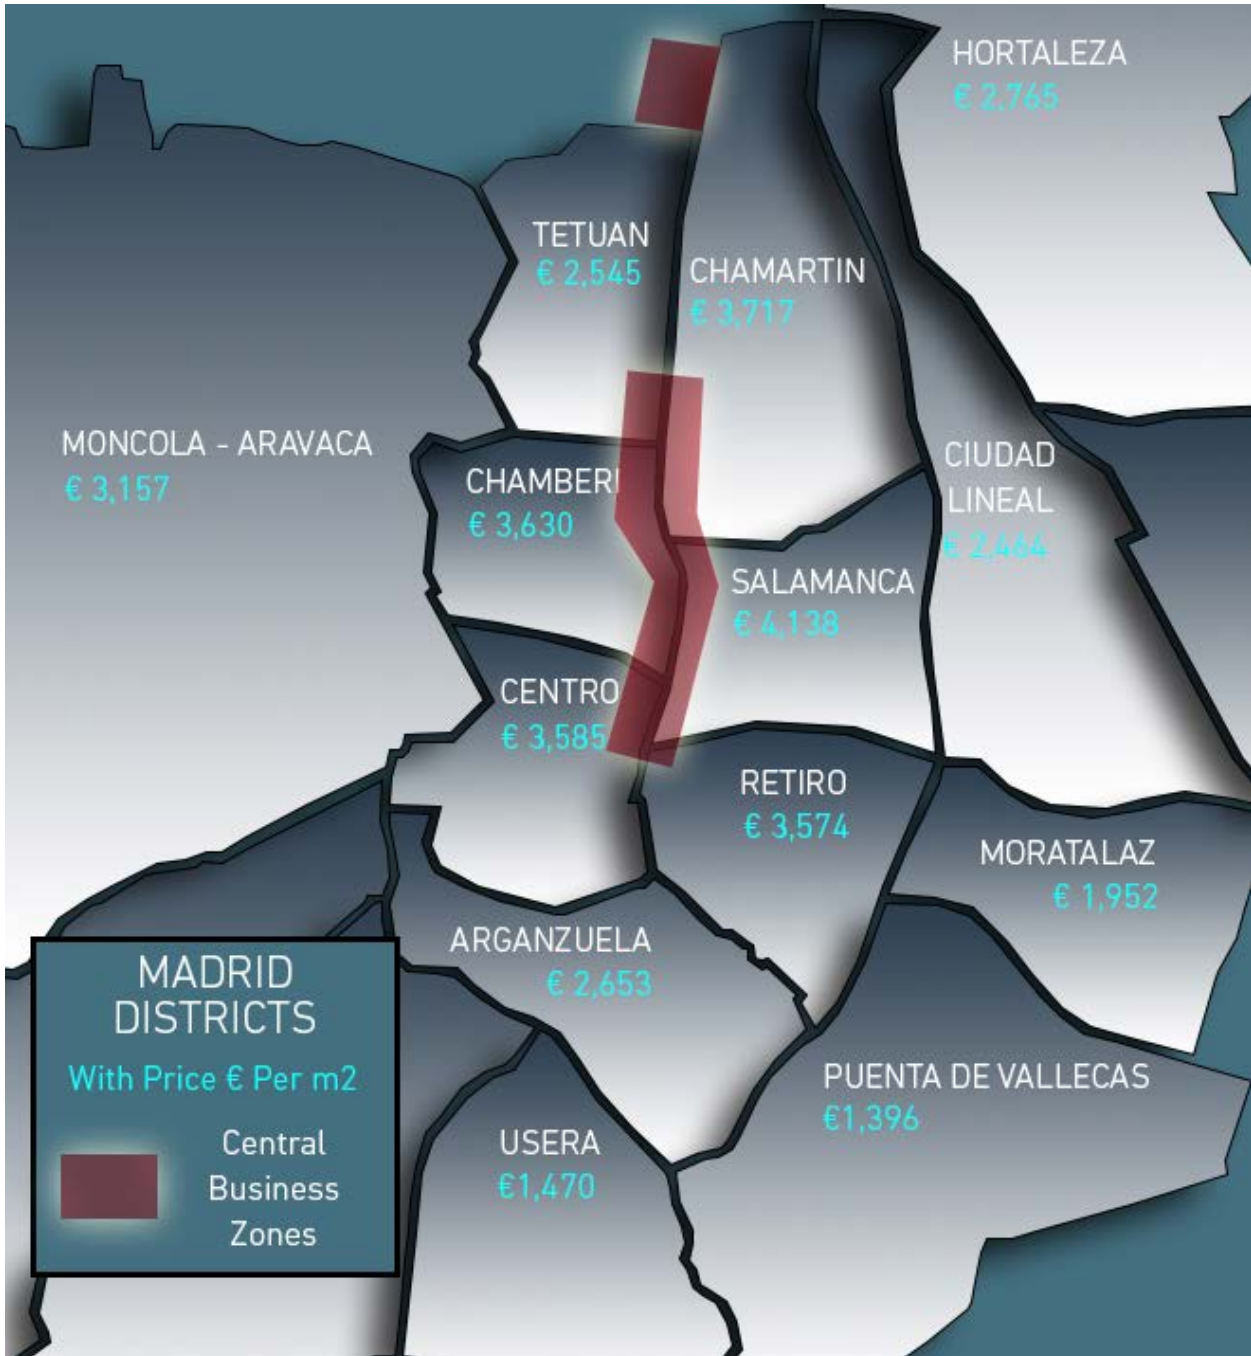 HORTALEZA
€ 2,765
TETUAN
€ 2,545
CHAMARTIN
€ 3,717
MONCOLA - ARAVACA
€ 3,157
CHAMBERI
€ 3,630
CIUDAD
LINEAL
€ 2,464
SALAMANCA
€ 4,138
CENTRO
€ 3,585
RETIRO
€ 3,574
MORATALAZ
€ 1,952
ARGANZUELA
€ 2,653
PUENTA DE VALLECAS
€1,396
USERA
€1,470
MADRID
DISTRICTS
With Price € Per m2
Central
Business
Zones